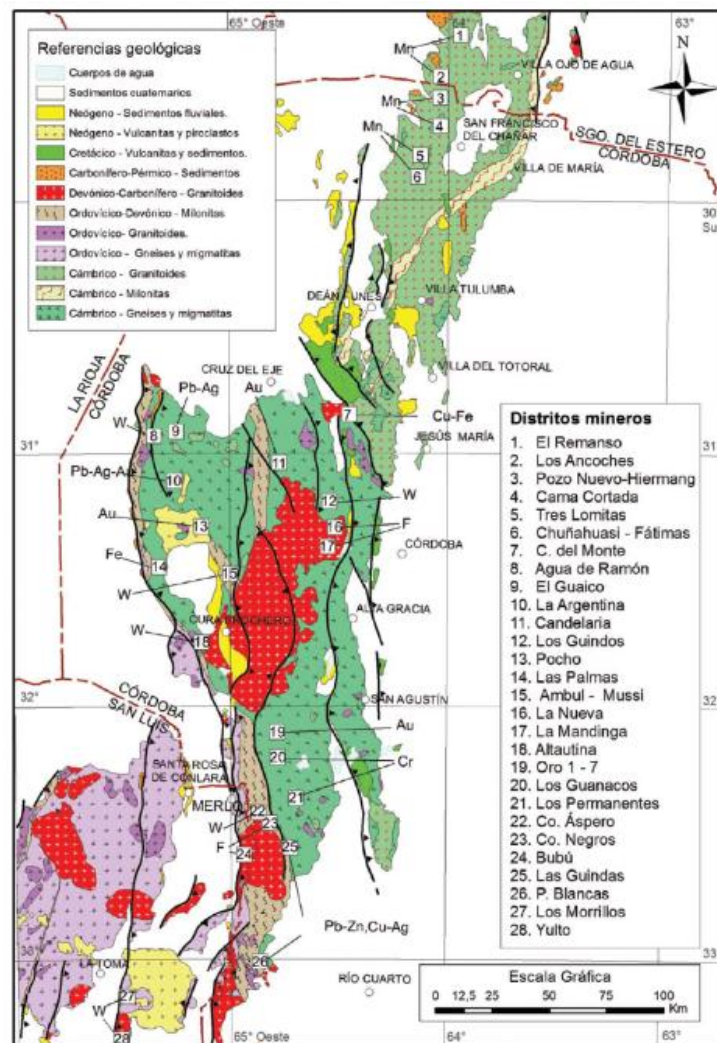 65 Oeste
64
63
N
Referencias geológicas
Cuerpos de agua
Sedimentos cuaternarios
Neógeno - Sedimentos fluviales.
Neógeno - Vulcanitas y piroclastos
Cretácico - Vulcanitas y sedimentos.
Carbonífero-Pérmico - Sedimentos
Devónico-Carbonífero - Granitoides
Ordovícico-Devónico - Milonitas
Ordovícico- Granitoides.
Ordovícico - Gneises y migmatitas
Cámbrico - Granitoides
Cámbrico - Milonitas
Cámbrico - Gneises y migmatitas
Mn
1
VILLA OJO DE AGUA
2
Mn
3
4
SAN FRANCISCO
DEL CHAÑAR
Mn
5
6
SGO. DEL ESTERO
CÓRDOBA
VILLA DE MARÍA
30
Su
DEÁN FUNES
VILLA TULUMBA
VILLA DEL TOTORAL
LA RIOJA
CÓRDOBA
CRUZ DEL EJE
Pb-Ag
Au
W
8
9
7
Cu-Fe
JESÚS MARÍA
31
Pb-Ag-Au
10
11
12
W
Au
13
16
F
17
CÓRDOBA
Fe
14
15
W
ALTA GRACIA
W
CURA BROCHERO
18
32
CÓRDOBA
SAN LUIS
SAN AGUSTÍN
32
19
Au
20
Cr
SANTA ROSA
DE CONLARA
MERLO
21
22
W
23
F
24
25
Pb-Zn,Cu-Ag
33
26
33
LA TOMA
RÍO CUARTO
27
W
28
Distritos mineros
1. El Remanso
2. Los Ancoches
3. Pozo Nuevo-Hiermang
4. Cama Cortada
5. Tres Lomitas
6. Chuñahuasi - Fátimas
7. C. del Monte
8. Agua de Ramón
9. El Guaico
10. La Argentina
11. Candelaria
12. Los Guindos
13. Pocho
14. Las Palmas
15. Ambul - Mussi
16. La Nueva
17. La Mandinga
18. Altautina
19. Oro 1 - 7
20. Los Guanacos
21. Los Permanentes
22. Co. Áspero
23. Co. Negros
24. Bubú
25. Las Guindas
26. P. Blancas
27. Los Morrillos
28. Yulto
Escala Gráfica
0 12,5 25 50 75 100
Km
65 Oeste
64
63